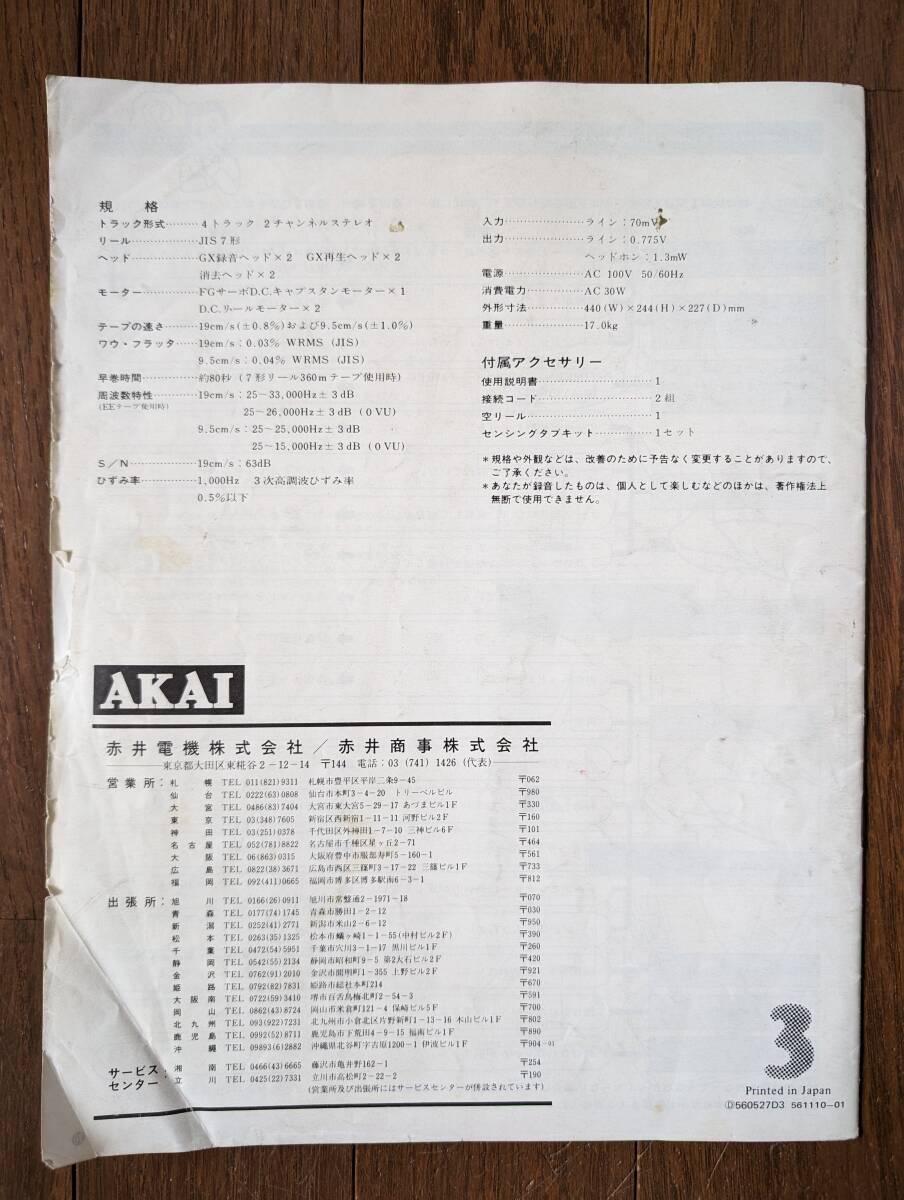 規 格
トラック形式……… 4トラック 2チャンネルステレオ
リール……………JIS 7形
ヘッド……………GX録音ヘッド×2 GX再生ヘッド×2
消去ヘッド×2
モーター…………FGサーボD.C.キャプスタンモーター×1
D.C.リールモーター×2
テープの速さ………19cm/s(±0.8%)および9.5cm/s(±1.0%)
ワウ・フラッタ……19cm/s:0.03% WRMS (JIS)
9.5cm/s:0.04% WRMS (JIS)
早巻時間…………約80秒(7形リール360mテープ使用時)
周波数特性…………19cm/s:25~33,000Hz±3dB
(EEテープ使用時)
25~26,000Hz±3dB (0VU)
9.5cm/s:25~25,000Hz±3dB
25~15,000Hz±3dB (0VU)
S/N………………19cm/s:63dB
ひずみ率…………1,000Hz 3次高調波ひずみ率
0.5%以下
入力……………………ライン:70mV
出力……………………ライン:0.775V
ヘッドホン:1.3mW
電源……………………AC 100V 50/60Hz
消費電力………………AC 30W
外形寸法………………440(W)×244(H)×227(D)mm
重量……………………17.0kg
付属アクセサリー
使用説明書………………………1
接続コード………………………2組
空リール…………………………1
センシングタブキット…………1セット
*規格や外観などは、改善のために予告なく変更することがありますので、
ご了承ください。
*あなたが録音したものは、個人として楽しむなどのほかは、著作権法上
無断で使用できません。
AKAI
赤井電機株式会社/赤井商事株式会社
東京都大田区東糀谷2-12-14 〒144 電話:03(741)1426(代表)
営業所: 札幌 TEL 011(821)9311 札幌市豊平区平岸二条9-45 〒062
仙台 TEL 0222(63)0808 仙台市本町3-4-20 トリーベルビル 〒980
大宮 TEL 0486(83)7404 大宮市東大宮5-29-17 あづまビル1F 〒330
東京 TEL 03(348)7605 新宿区西新宿1-11-11 河野ビル2F 〒160
神田 TEL 03(251)0378 千代田区外神田1-7-10 三神ビル6F 〒101
名古屋 TEL 052(781)8822 名古屋市千種区星ヶ丘2-71 〒464
大阪 TEL 06(863)0315 大阪府豊中市服部寿町5-160-1 〒561
広島 TEL 0822(38)3671 広島市西区三篠町3-17-22 三篠ビル1F 〒733
福岡 TEL 092(411)0665 福岡市博多区博多駅南6-3-1 〒812
出張所: 旭川 TEL 0166(26)0911 旭川市常盤通2-1971-18 〒070
青森 TEL 0177(74)1745 青森市勝田1-2-12 〒030
新潟 TEL 0252(41)2771 新潟市米山2-6-12 〒950
松本 TEL 0263(35)1325 松本市蟻ヶ崎1-1-55(中村ビル2F) 〒390
千葉 TEL 0472(54)5951 千葉市穴川3-1-17 黒川ビル1F 〒260
静岡 TEL 0542(55)2134 静岡市昭和町9-5 第2大石ビル2F 〒420
金沢 TEL 0762(91)2010 金沢市間明町1-355 上野ビル2F 〒921
姫路 TEL 0792(82)7831 姫路市総社本町214 〒670
大阪南 TEL 0722(59)3410 堺市百舌鳥梅北町2-54-3 〒591
岡山 TEL 0862(43)8724 岡山市米倉町121-4 保崎ビル5F 〒700
北九州 TEL 093(922)7231 北九州市小倉北区片野新町1-13-16 木山ビル1F 〒802
鹿児島 TEL 0992(52)8711 鹿児島市下荒田4-9-15 福南ビル1F 〒890
沖縄 TEL 09893(6)2882 沖縄県北谷町字吉原1200-1 伊波ビル1F 〒904-01
サービスセンター: 湘南 TEL 0466(43)6665 藤沢市亀井野162-1 〒254
立川 TEL 0425(22)7331 立川市高松町2-22-2 〒190
(営業所及び出張所にはサービスセンターが併設されています)
3
Printed in Japan
Ⓓ560527D3 561110-01